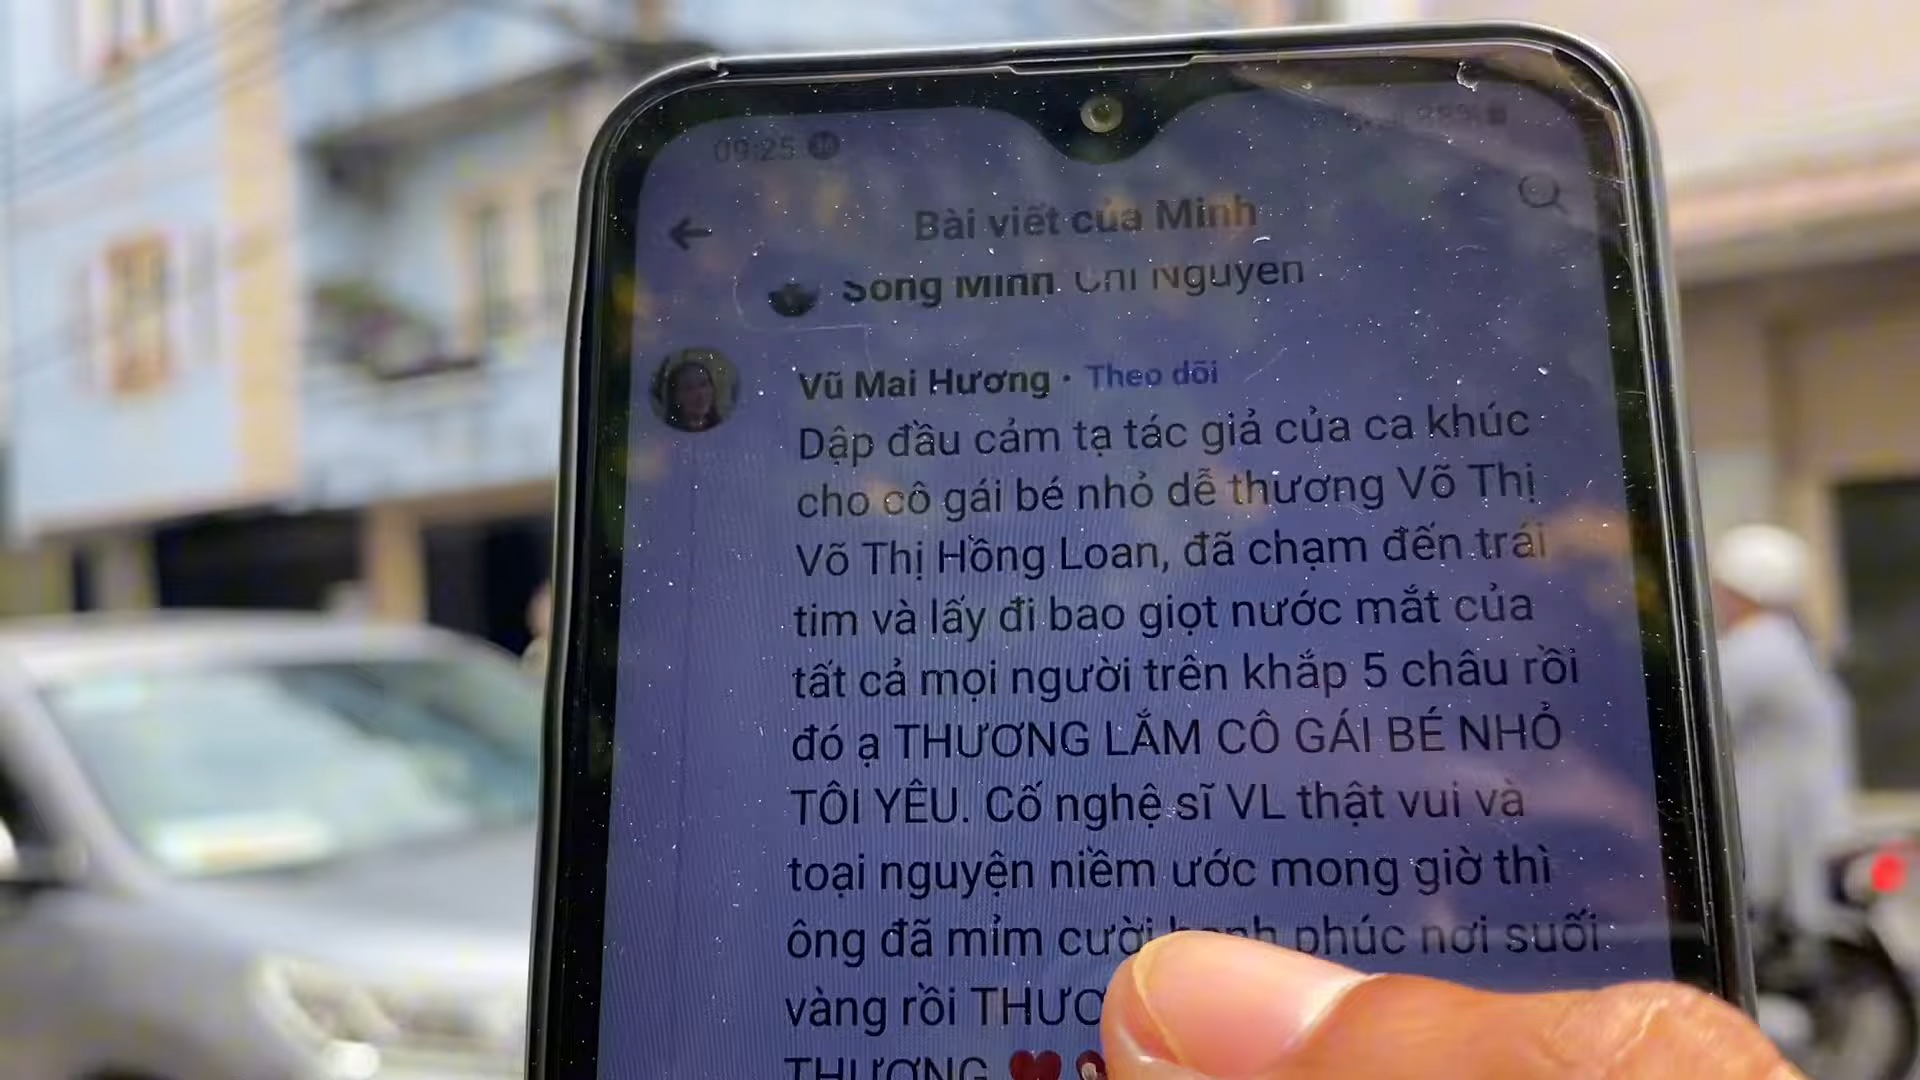 09:25
Bài viết của Minh
Song Minh Chi Nguyen
Vũ Mai Hương · Theo dõi
Dập đầu cảm tạ tác giả của ca khúc
cho cô gái bé nhỏ dễ thương Võ Thị
Võ Thị Hồng Loan, đã chạm đến trái
tim và lấy đi bao giọt nước mắt của
tất cả mọi người trên khắp 5 châu rồi
đó ạ THƯƠNG LẮM CÔ GÁI BÉ NHỎ
TÔI YÊU. Cố nghệ sĩ VL thật vui và
toại nguyện niềm ước mong giờ thì
ông đã mỉm cười phúc nơi suối
vàng rồi
THƯƠNG